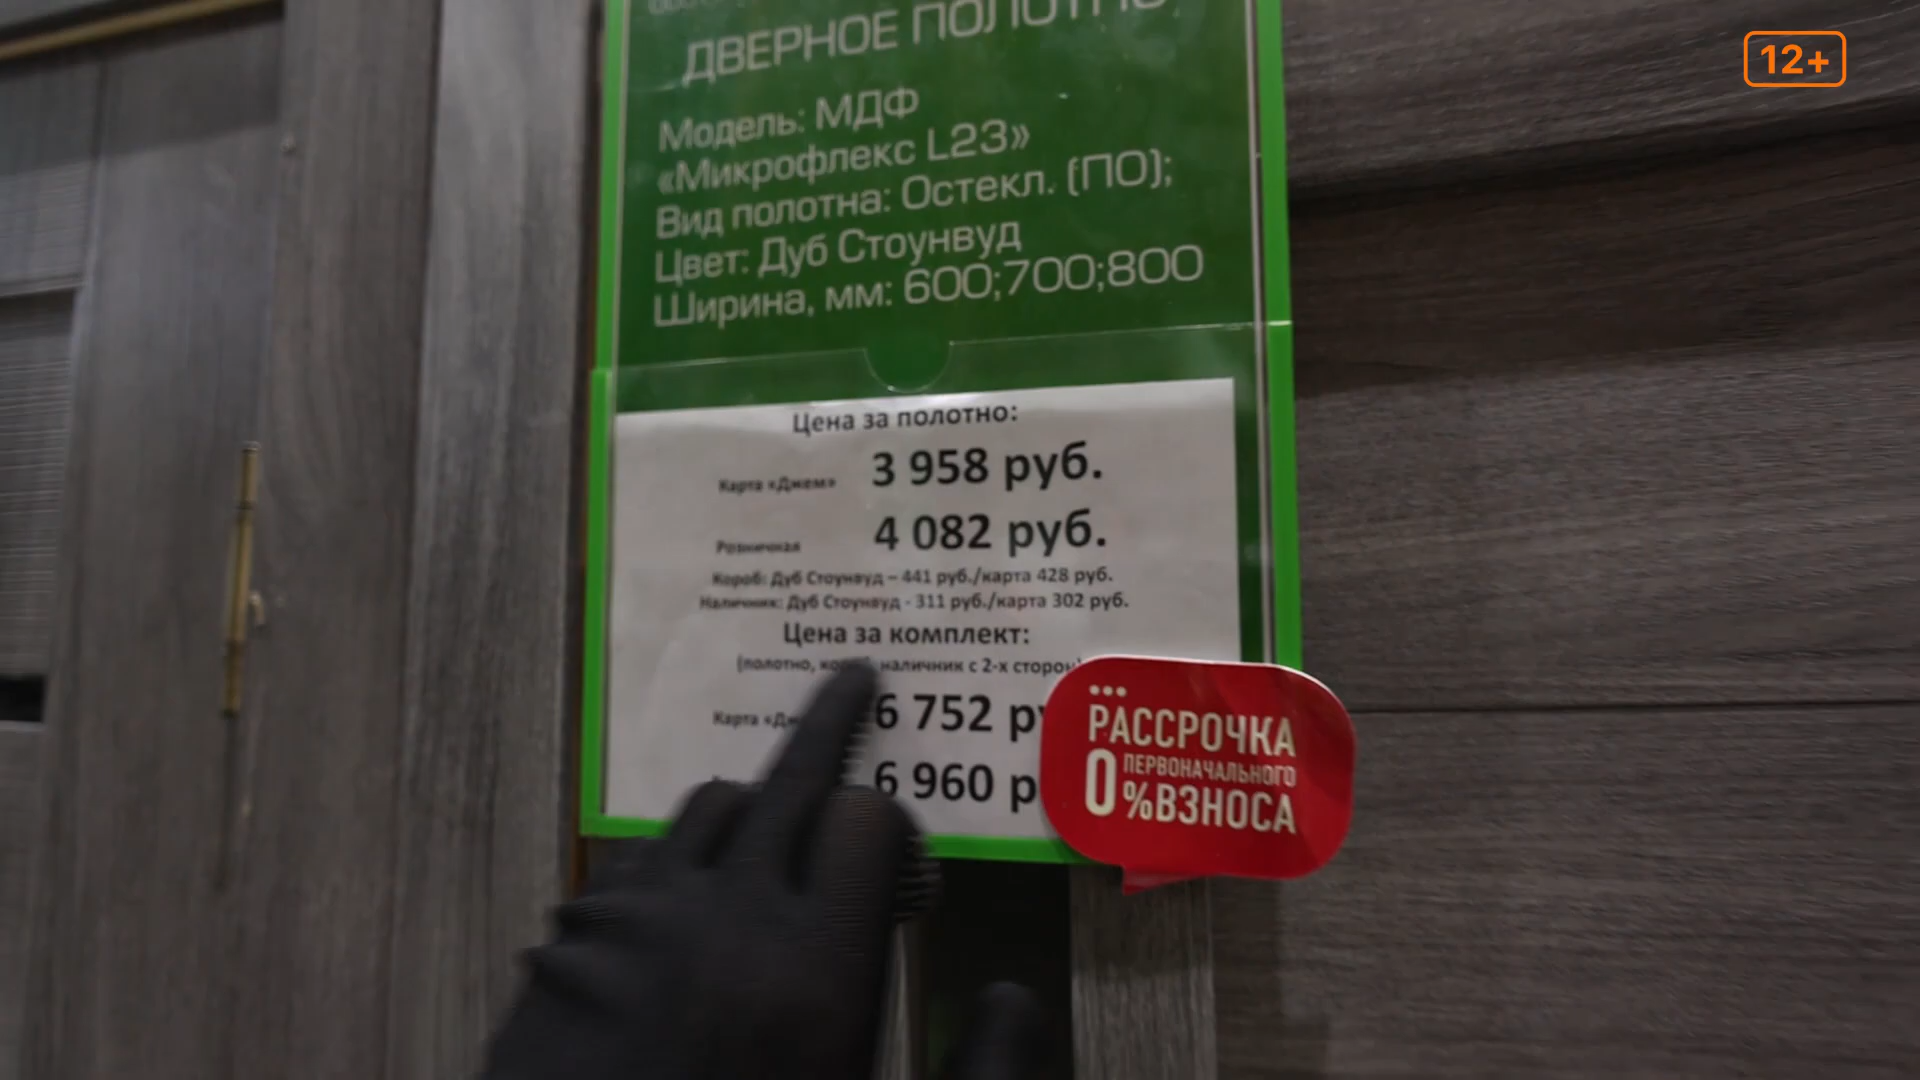 12+
ДВЕРНОЕ ПОЛОТНО
Модель: МДФ
«Микрофлекс L23»
Вид полотна: Остекл. (ПО);
Цвет: Дуб Стоунвуд
Ширина, мм: 600;700;800
Цена за полотно:
Карта «Джем» 3 958 руб.
Розничная 4 082 руб.
Короб: Дуб Стоунвуд – 441 руб./карта 428 руб.
Наличник: Дуб Стоунвуд - 311 руб./карта 302 руб.
Цена за комплект:
(полотно, наличник с 2-х сторон)
Карта 6 752
6 960
РАССРОЧКА
0 ПЕРВОНАЧАЛЬНОГО
%ВЗНОСА